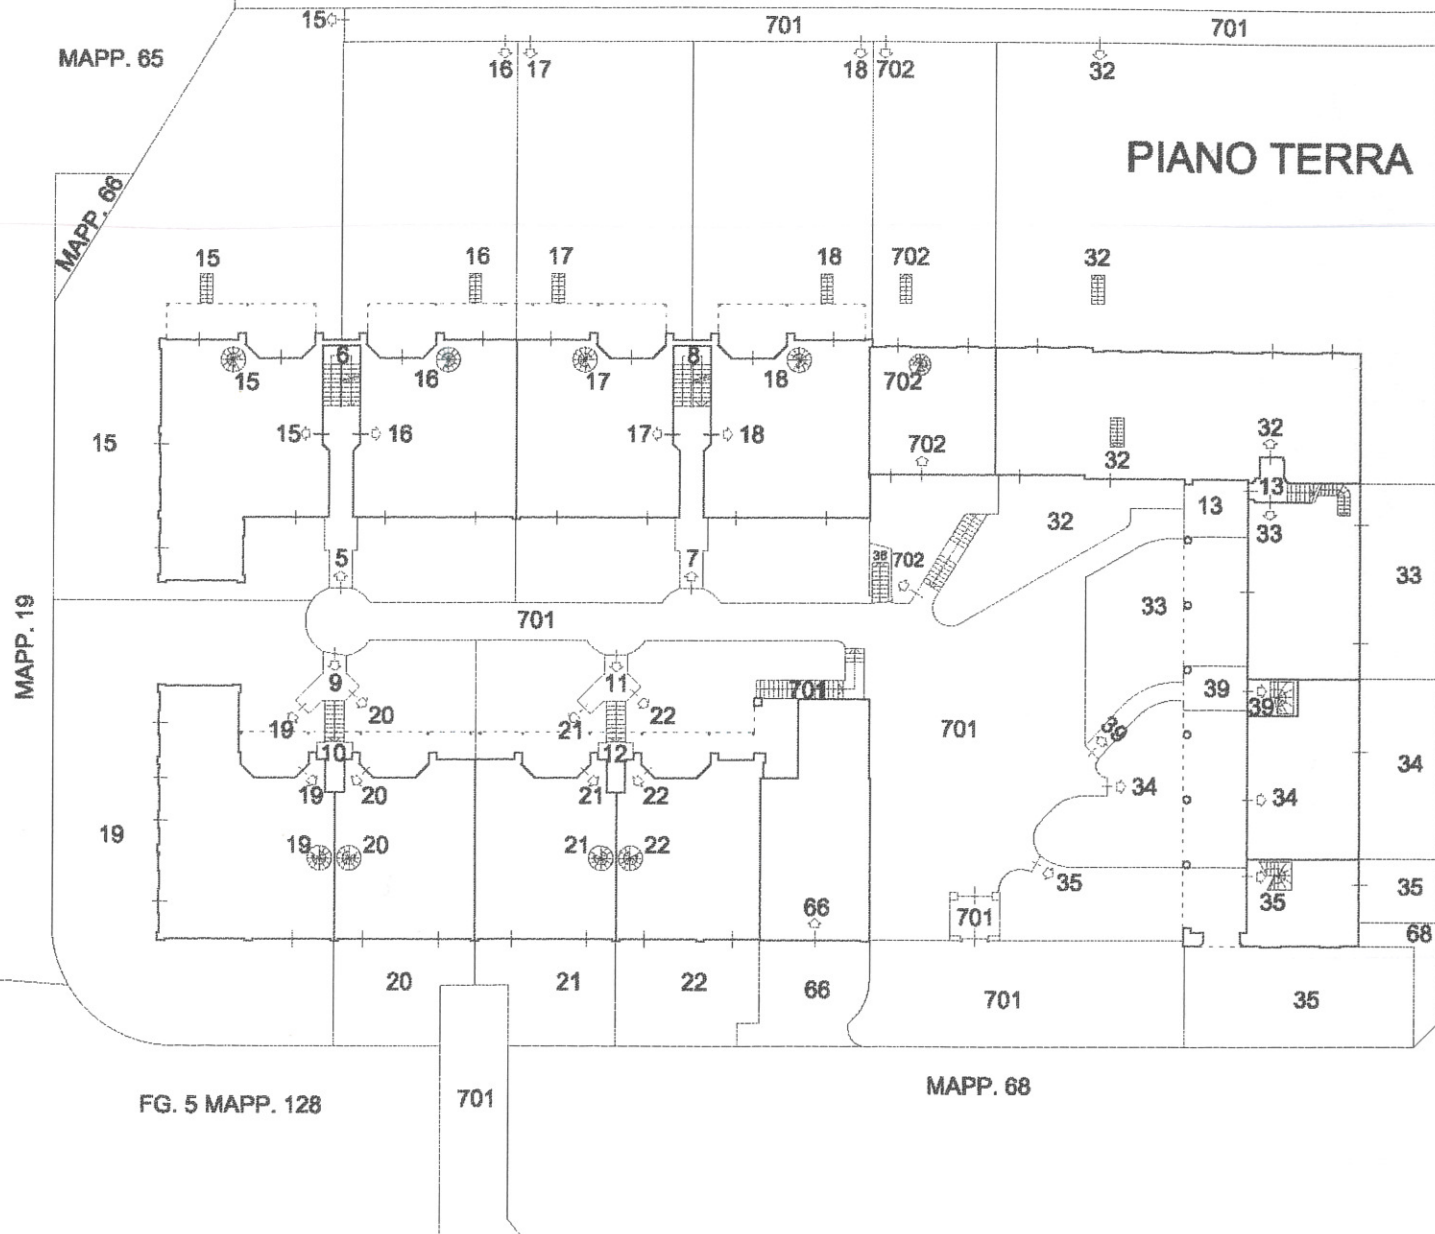 15 701 701
MAPP. 65
16 17 18 702 32
PIANO TERRA
MAPP. 66
15 16 17 18 702 32
6 8
15 16 17 18 702
15 15 16 17 18 702 32 32
13 13
32 33
38 702
5 7
33 33
701
MAPP. 19
9 11 701 39 39
19 20 21 22
10 12 701 39
34
19 20 21 22 34 34
19
19 20 21 22
35 35 35
66 701
68
20 21 22 66 701 35
MAPP. 68
FG. 5 MAPP. 128 701